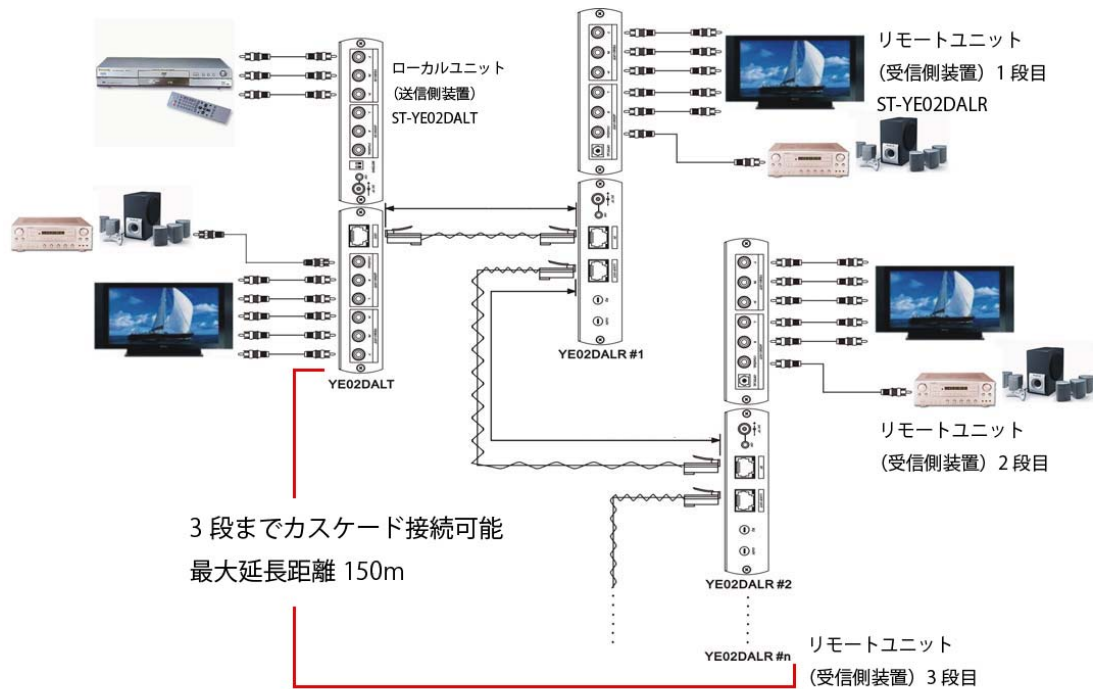 ローカルユニット
（送信側装置）
ST-YE02DALT
リモートユニット
（受信側装置）1 段目
ST-YE02DALR
YE02DALT
YE02DALR #1
リモートユニット
（受信側装置）2 段目
3 段までカスケード接続可能
最大延長距離 150m
YE02DALR #2
YE02DALR #n
リモートユニット
（受信側装置）3 段目